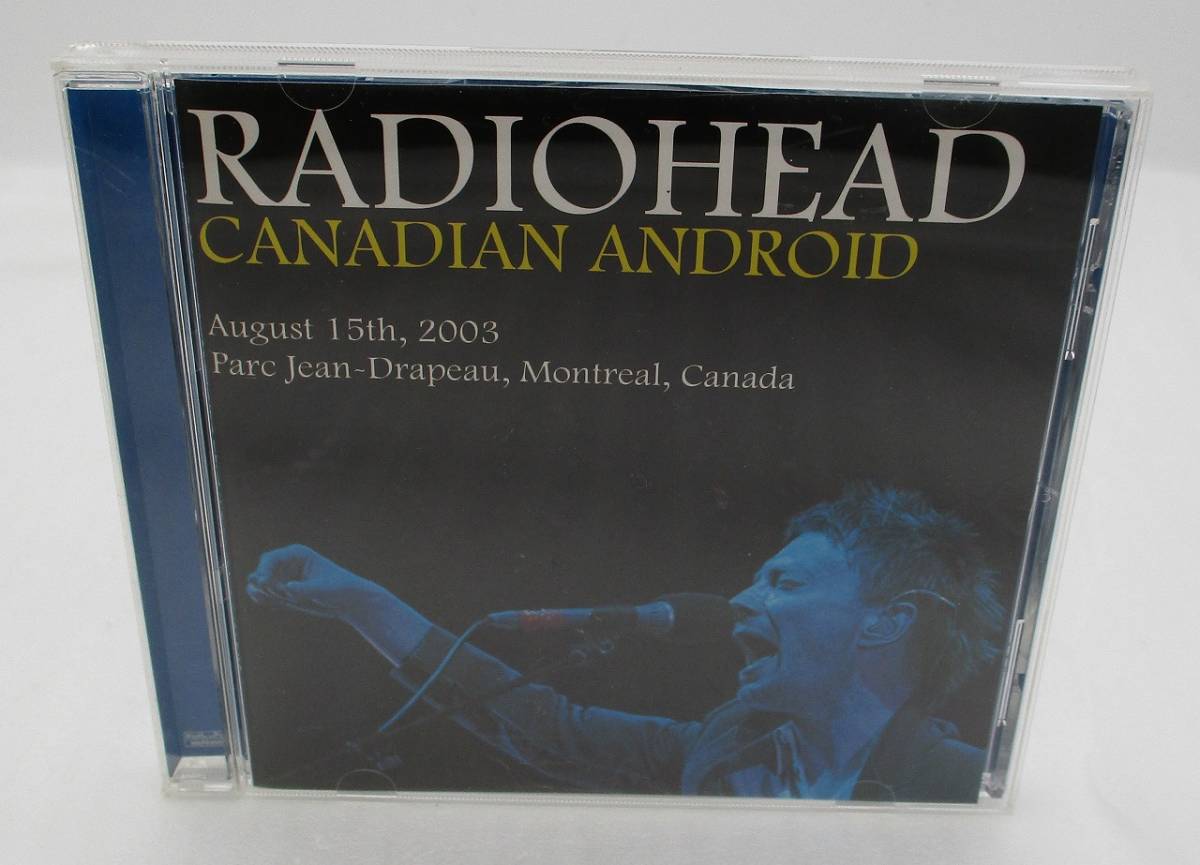 RADIOHEAD
CANADIAN ANDROID
August 15th, 2003
Parc Jean-Drapeau, Montreal, Canada